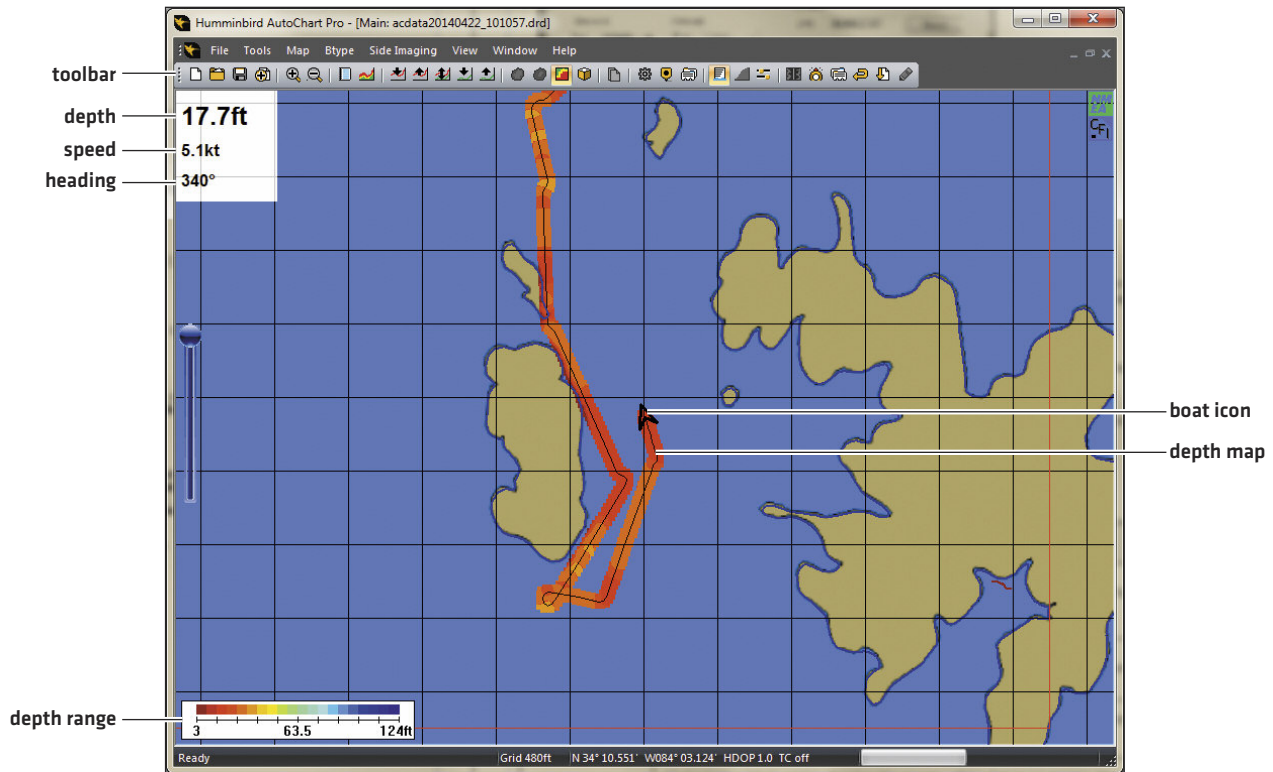 Humminbird AutoChart Pro - [Main: acdata20140422_101057.drd]
File Tools Map Btype Side Imaging View Window Help
toolbar
depth
17.7ft
speed
5.1kt
heading
340°
CFI
boat icon
depth map
depth range
3 63.5 124ft
Ready Grid 480ft N 34° 10.551' W084° 03.124' HDOP 1.0 TC off